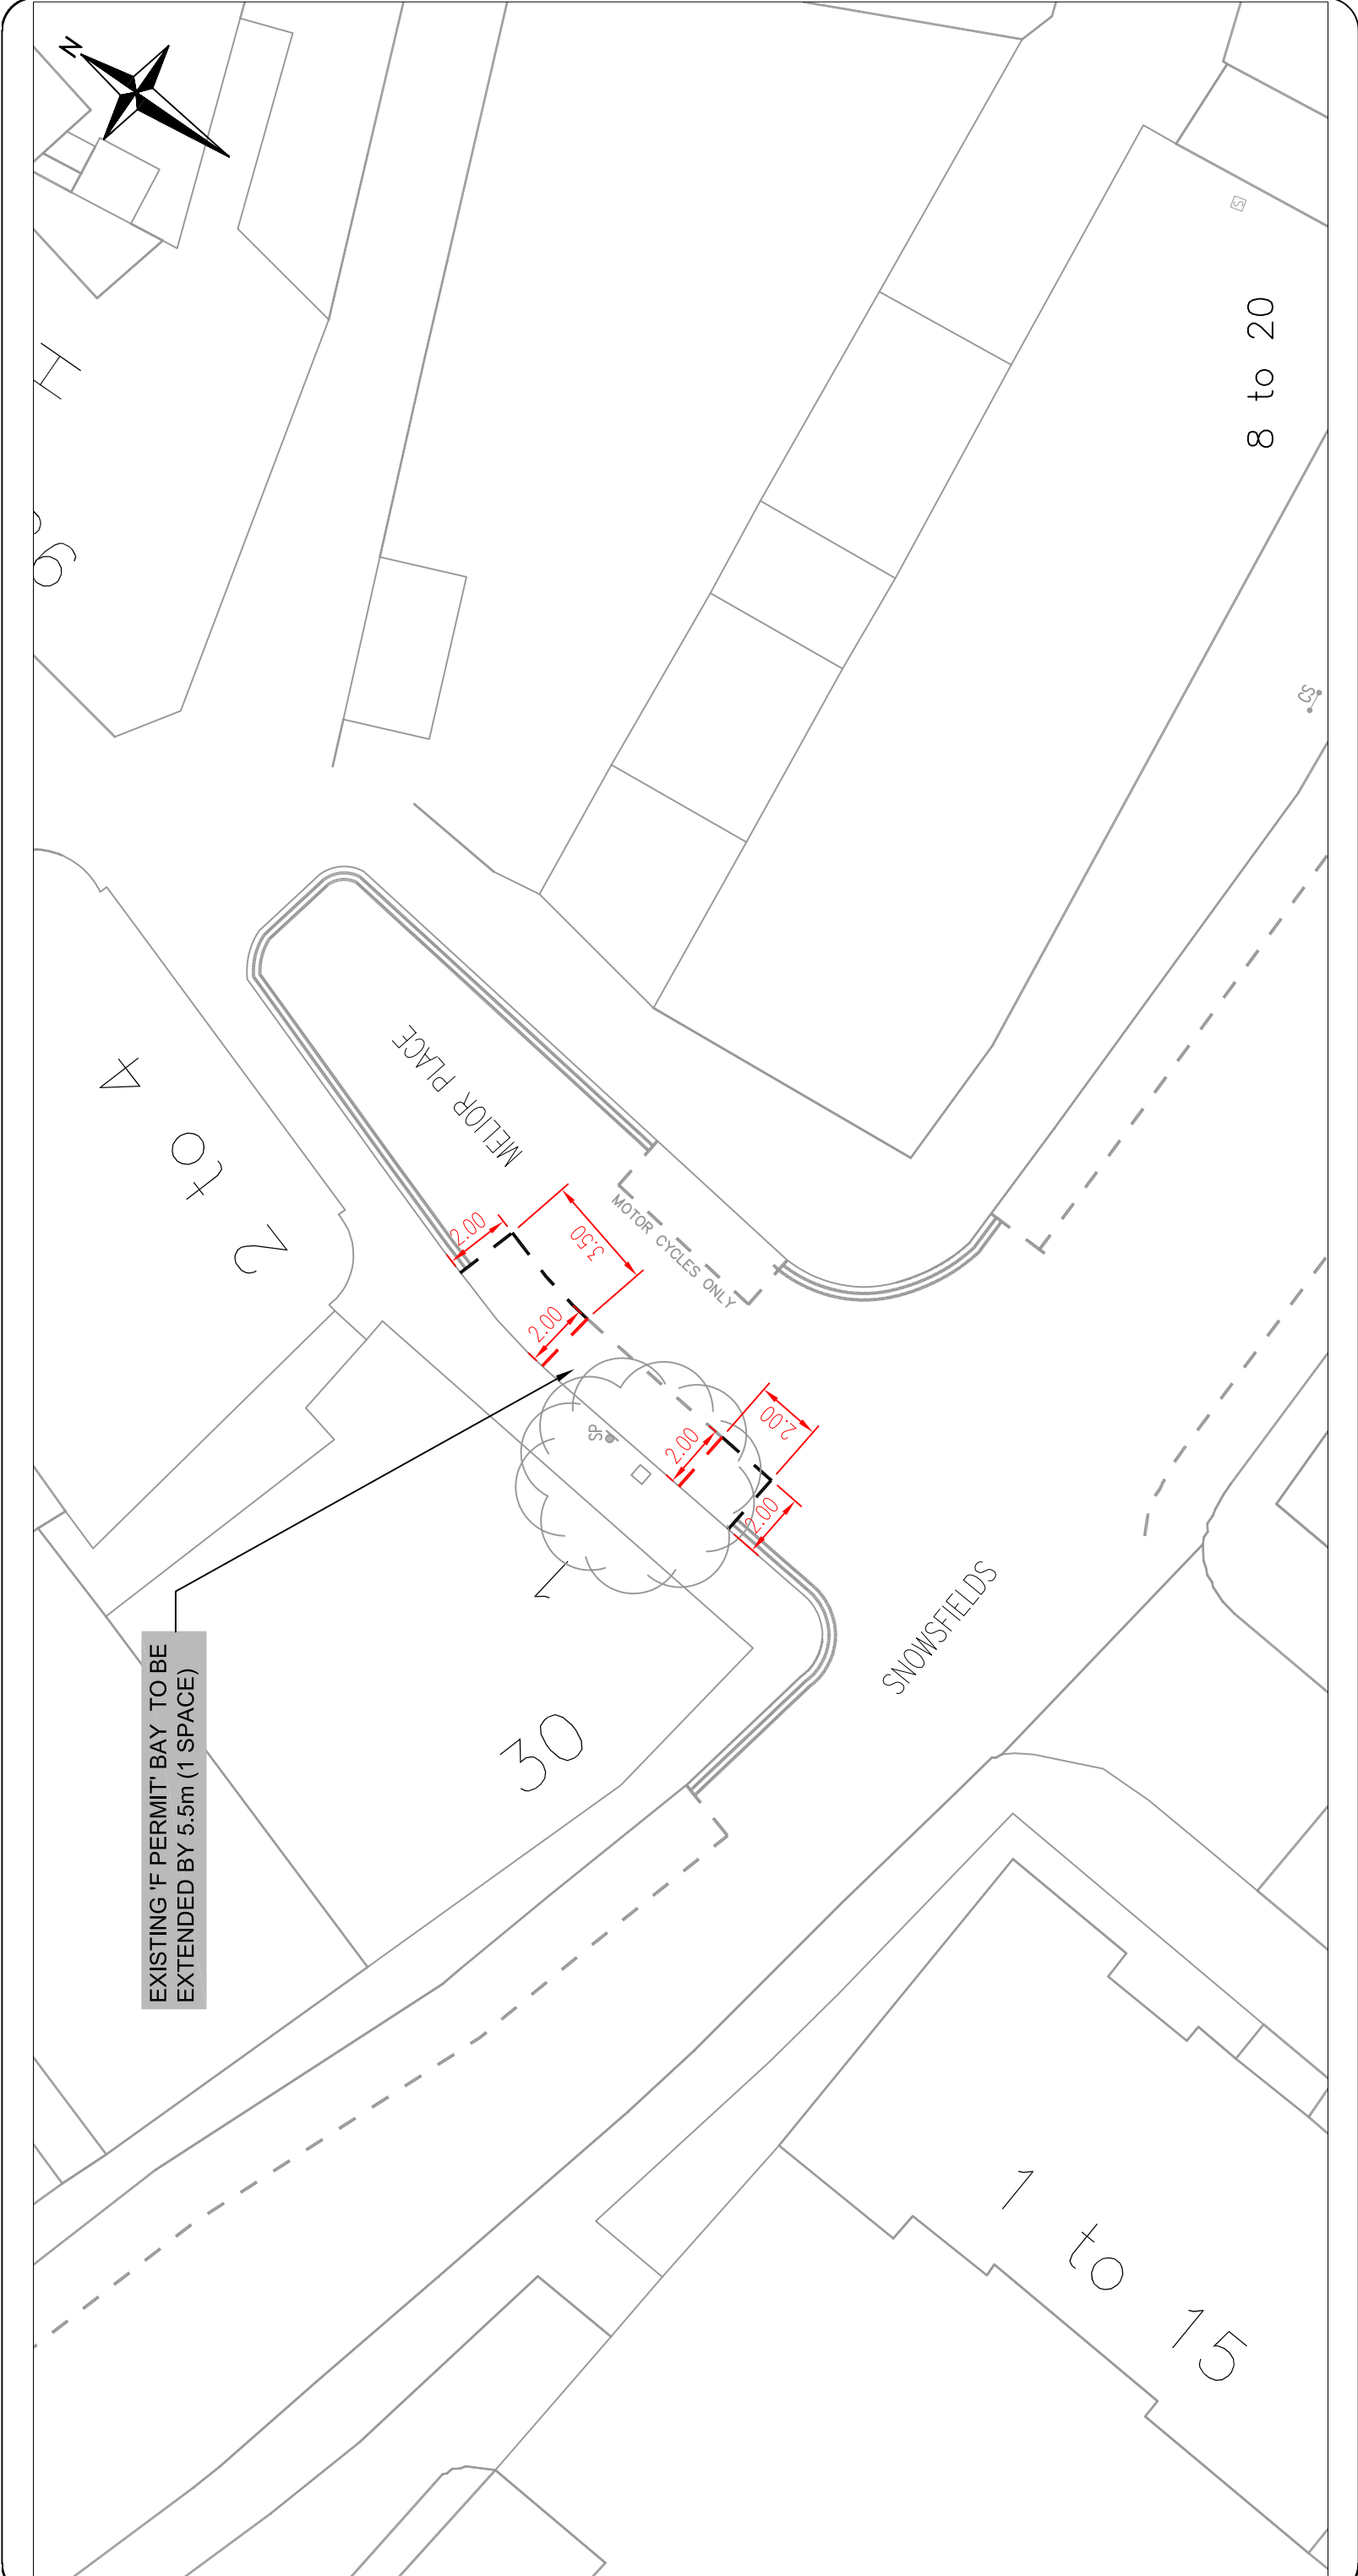 N
H
8 to 20
CS
4
to
2
MELIOR PLACE
MOTOR CYCLES ONLY
2.00
3.50
2.00
2.00
2.00
2.00
SP
1
30
SNOWSFIELDS
EXISTING 'F PERMIT' BAY TO BE
EXTENDED BY 5.5m (1 SPACE)
1
to
15